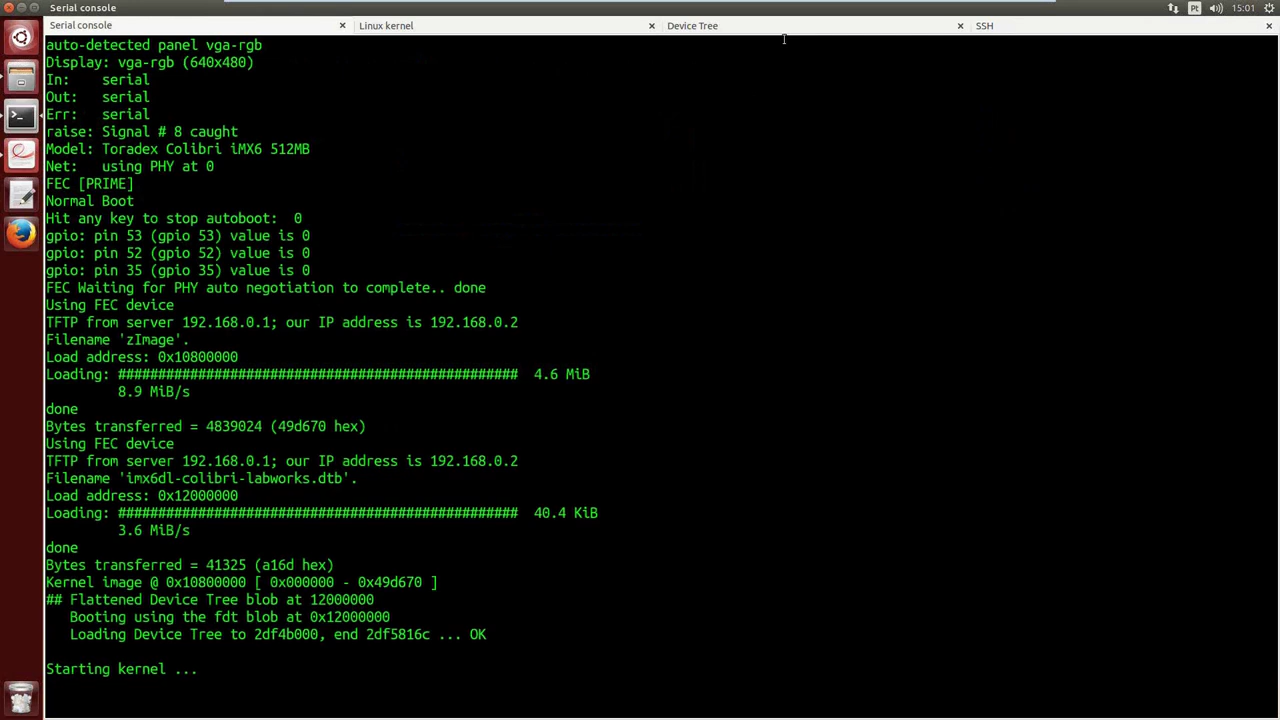 Serial console
Pt
15:01
Serial console
Linux kernel
Device Tree
SSH
auto-detected panel vga-rgb
Display: vga-rgb (640x480)
In:    serial
Out:   serial
Err:   serial
raise: Signal # 8 caught
Model: Toradex Colibri iMX6 512MB
Net:   using PHY at 0
FEC [PRIME]
Normal Boot
Hit any key to stop autoboot:  0
gpio: pin 53 (gpio 53) value is 0
gpio: pin 52 (gpio 52) value is 0
gpio: pin 35 (gpio 35) value is 0
FEC Waiting for PHY auto negotiation to complete.. done
Using FEC device
TFTP from server 192.168.0.1; our IP address is 192.168.0.2
Filename 'zImage'.
Load address: 0x10800000
Loading: ##################################################  4.6 MiB
8.9 MiB/s
done
Bytes transferred = 4839024 (49d670 hex)
Using FEC device
TFTP from server 192.168.0.1; our IP address is 192.168.0.2
Filename 'imx6dl-colibri-labworks.dtb'.
Load address: 0x12000000
Loading: ##################################################  40.4 KiB
3.6 MiB/s
done
Bytes transferred = 41325 (a16d hex)
Kernel image @ 0x10800000 [ 0x000000 - 0x49d670 ]
## Flattened Device Tree blob at 12000000
Booting using the fdt blob at 0x12000000
Loading Device Tree to 2df4b000, end 2df5816c ... OK
Starting kernel ...